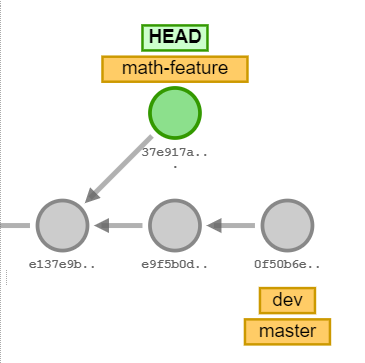 HEAD
math-feature
37e917a..
.
e137e9b..
e9f5b0d..
0f50b6e..
dev
master